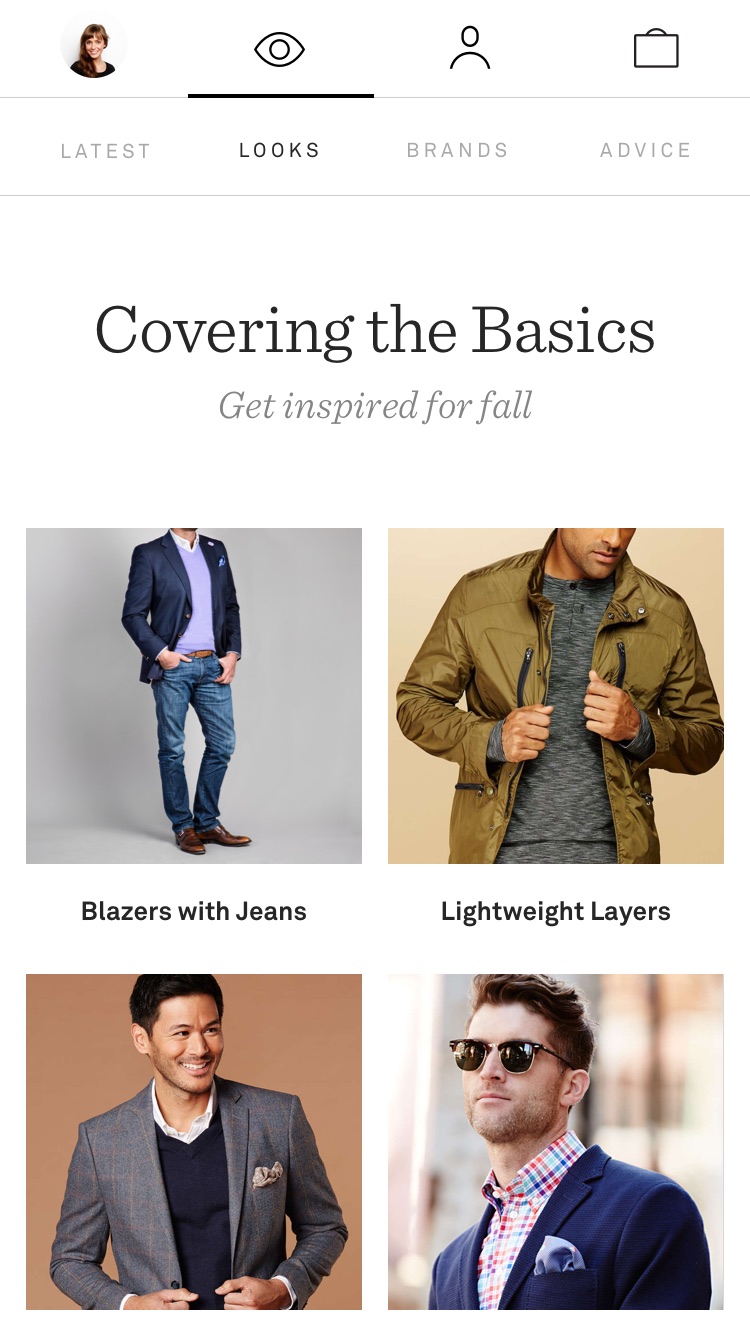 LATEST LOOKS BRANDS ADVICE
Covering the Basics
Get inspired for fall
Blazers with Jeans
Lightweight Layers